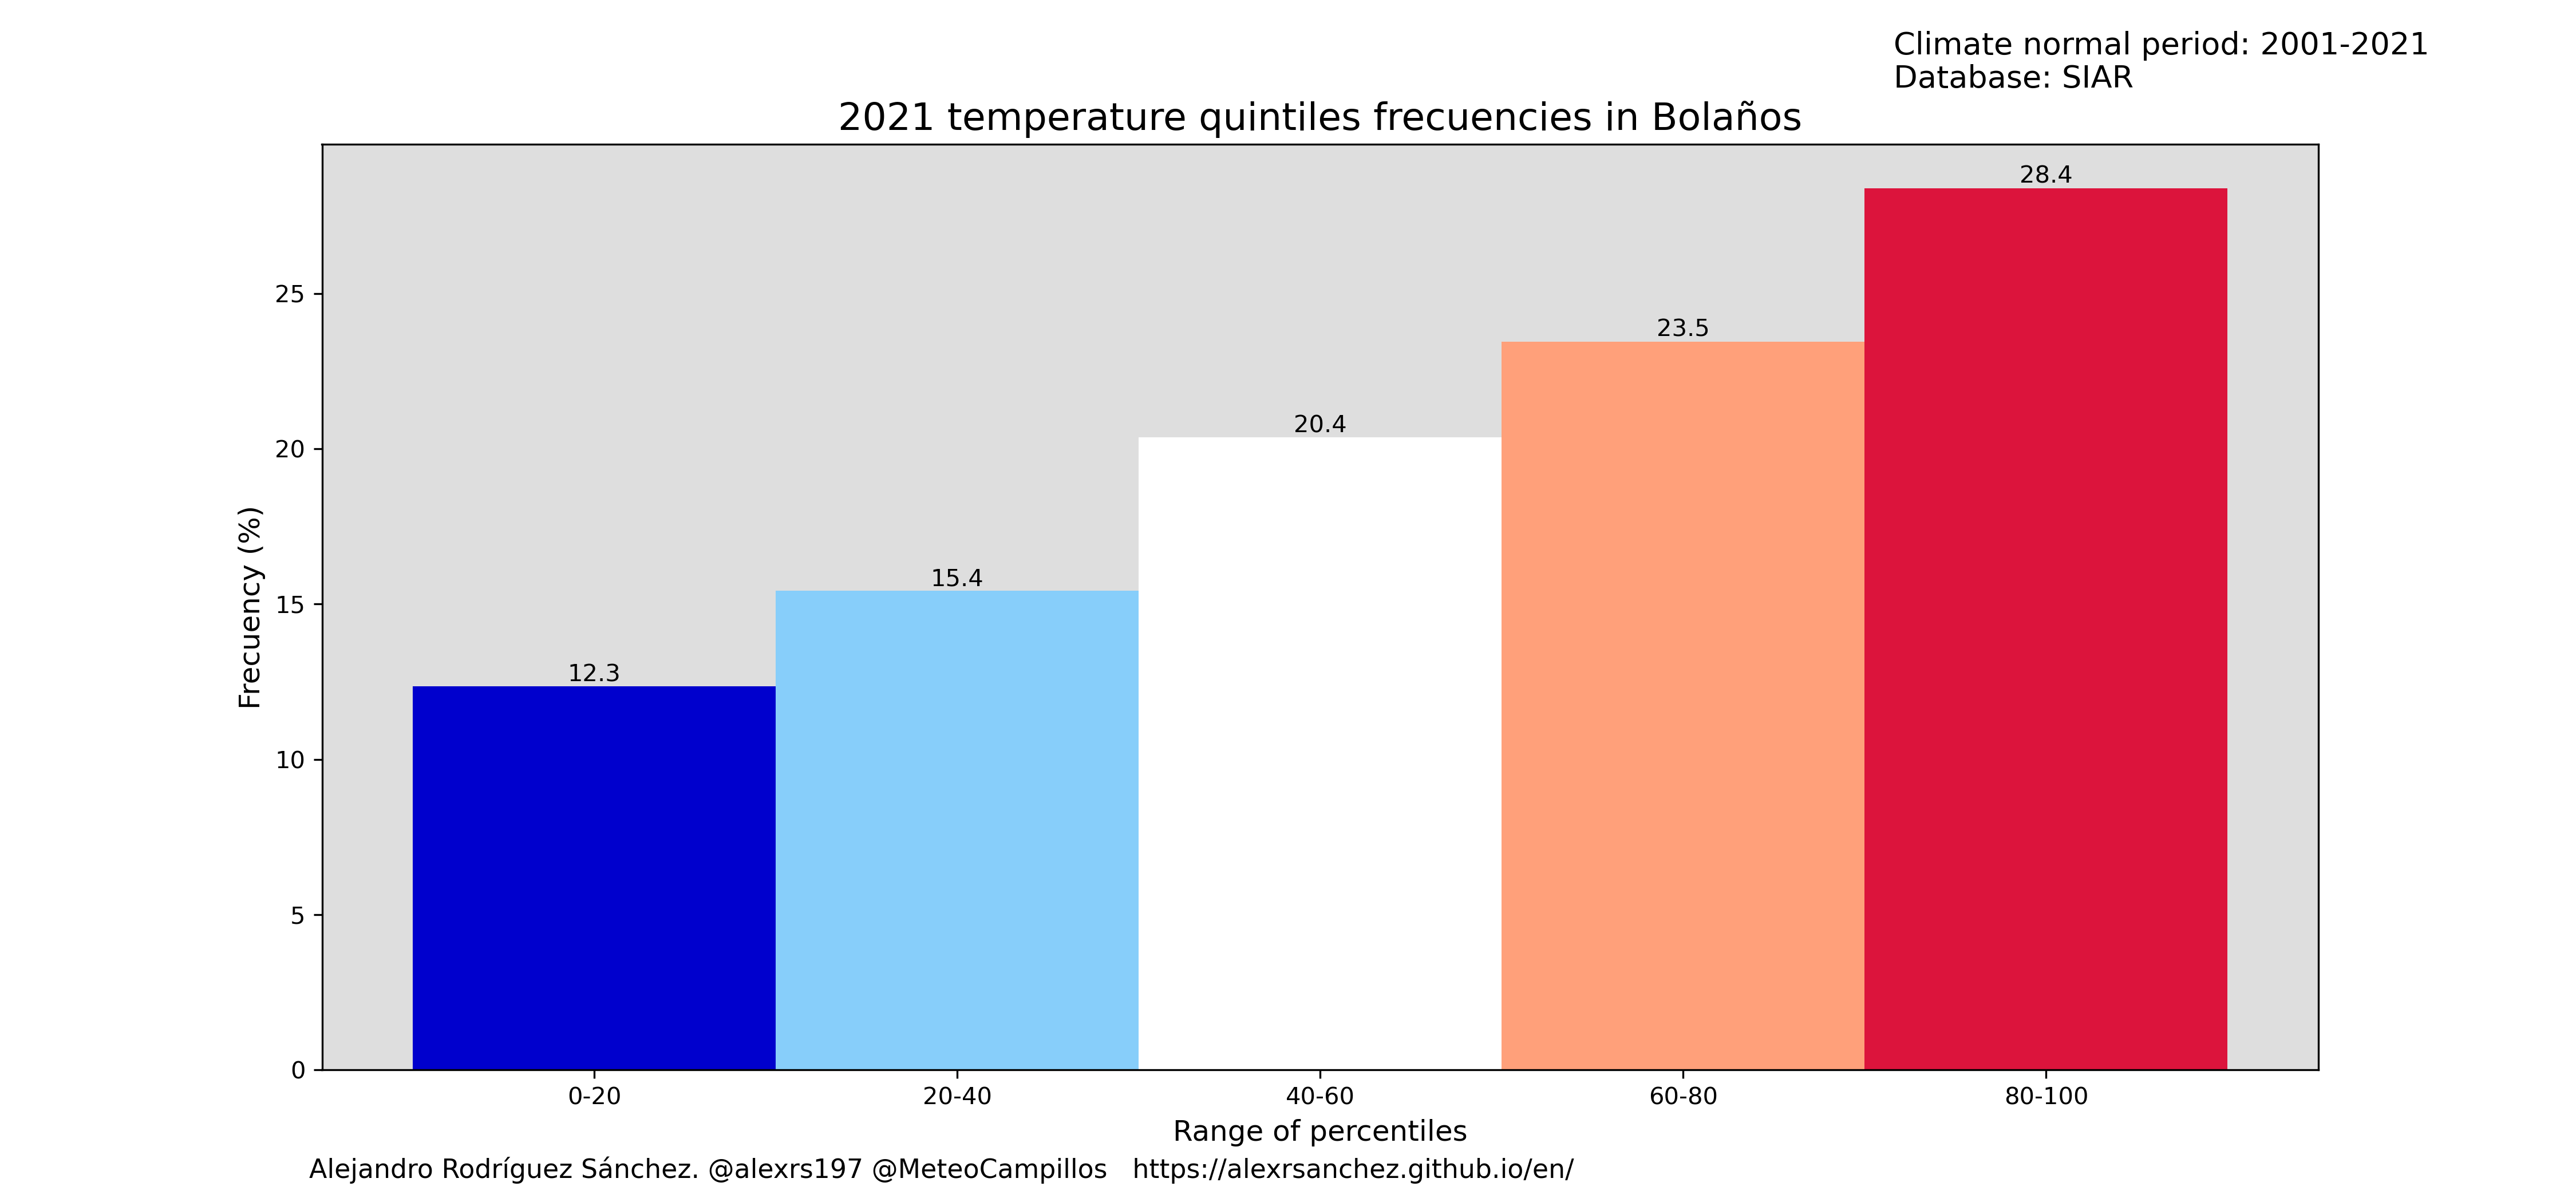 Climate normal period: 2001-2021
Database: SIAR
2021 temperature quintiles frecuencies in Bolaños
28.4
25
23.5
20.4
20
15.4
15
12.3
10
5
0
Frecuency (%)
0-20 20-40 40-60 60-80 80-100
Range of percentiles
Alejandro Rodríguez Sánchez. @alexrs197 @MeteoCampillos https://alexrsanchez.github.io/en/